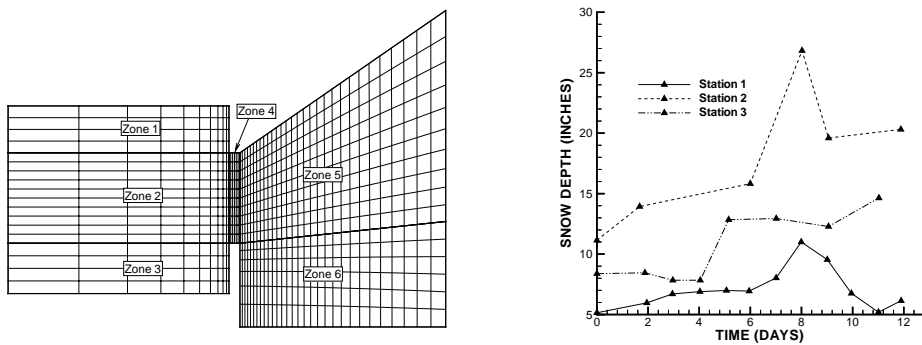 Zone 4
Zone 1
Zone 5
Zone 2
Zone 3
Zone 6
30
25
20
15
10
5
SNOW DEPTH (INCHES)
Station 1
Station 2
Station 3
0 2 4 6 8 10 12
TIME (DAYS)